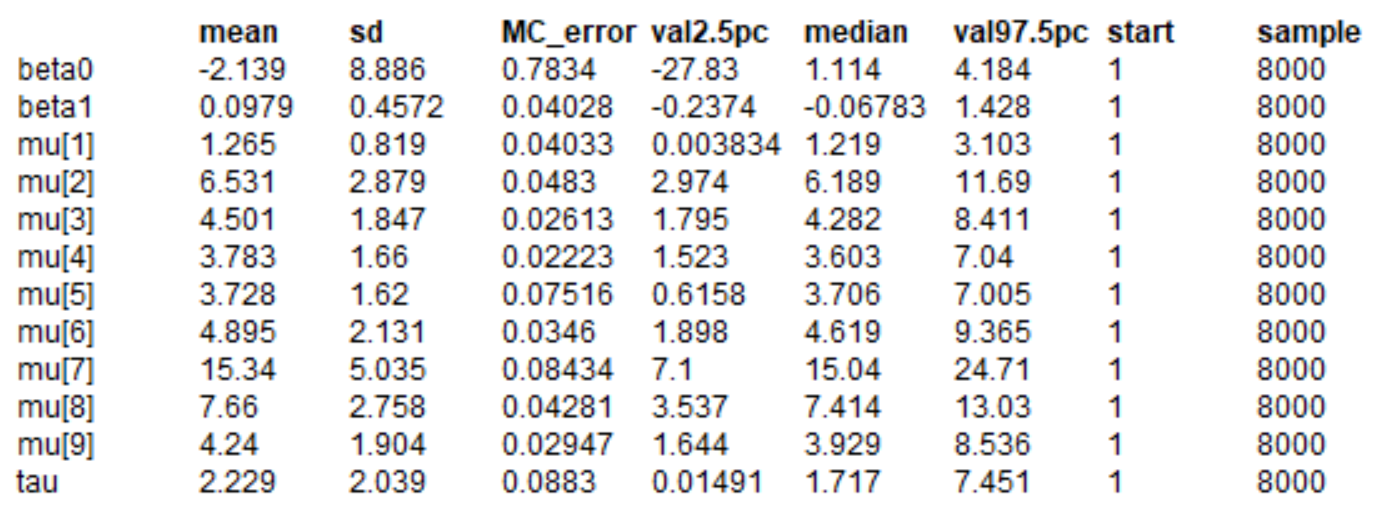 mean sd MC_error val2.5pc median val97.5pc start sample
beta0 -2.139 8.886 0.7834 -27.83 1.114 4.184 1 8000
beta1 0.0979 0.4572 0.04028 -0.2374 -0.06783 1.428 1 8000
mu[1] 1.265 0.819 0.04033 0.003834 1.219 3.103 1 8000
mu[2] 6.531 2.879 0.0483 2.974 6.189 11.69 1 8000
mu[3] 4.501 1.847 0.02613 1.795 4.282 8.411 1 8000
mu[4] 3.783 1.66 0.02223 1.523 3.603 7.04 1 8000
mu[5] 3.728 1.62 0.07516 0.6158 3.706 7.005 1 8000
mu[6] 4.895 2.131 0.0346 1.898 4.619 9.365 1 8000
mu[7] 15.34 5.035 0.08434 7.1 15.04 24.71 1 8000
mu[8] 7.66 2.758 0.04281 3.537 7.414 13.03 1 8000
mu[9] 4.24 1.904 0.02947 1.644 3.929 8.536 1 8000
tau 2.229 2.039 0.0883 0.01491 1.717 7.451 1 8000